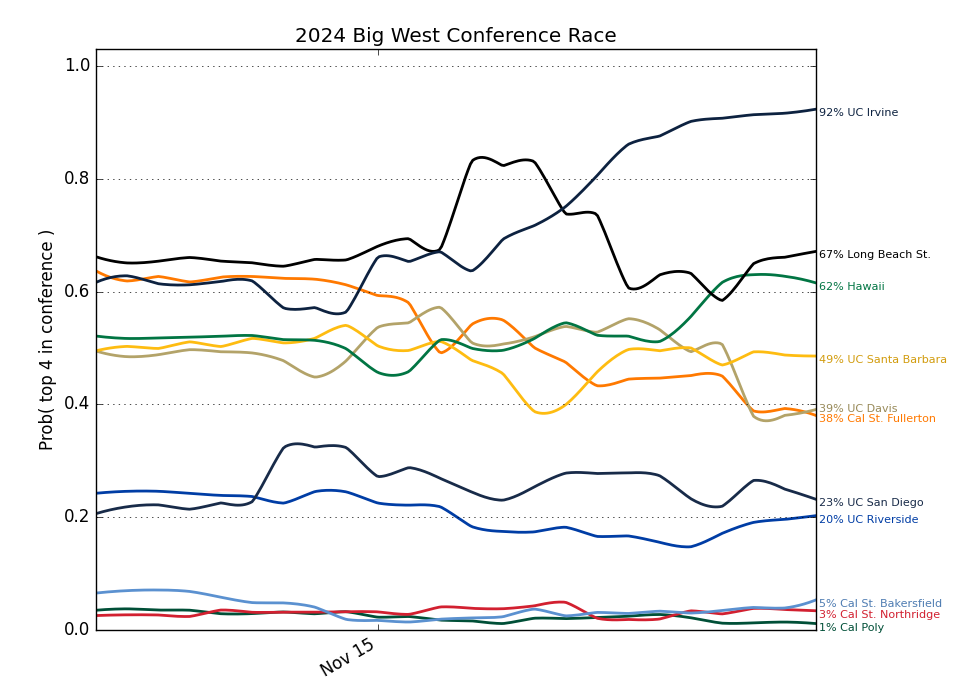 2024 Big West Conference Race
1.0
0.8
0.6
0.4
0.2
0.0
Prob( top 4 in conference )
Nov 15
92% UC Irvine
67% Long Beach St.
62% Hawaii
49% UC Santa Barbara
39% UC Davis
38% Cal St. Fullerton
23% UC San Diego
20% UC Riverside
5% Cal St. Bakersfield
3% Cal St. Northridge
1% Cal Poly